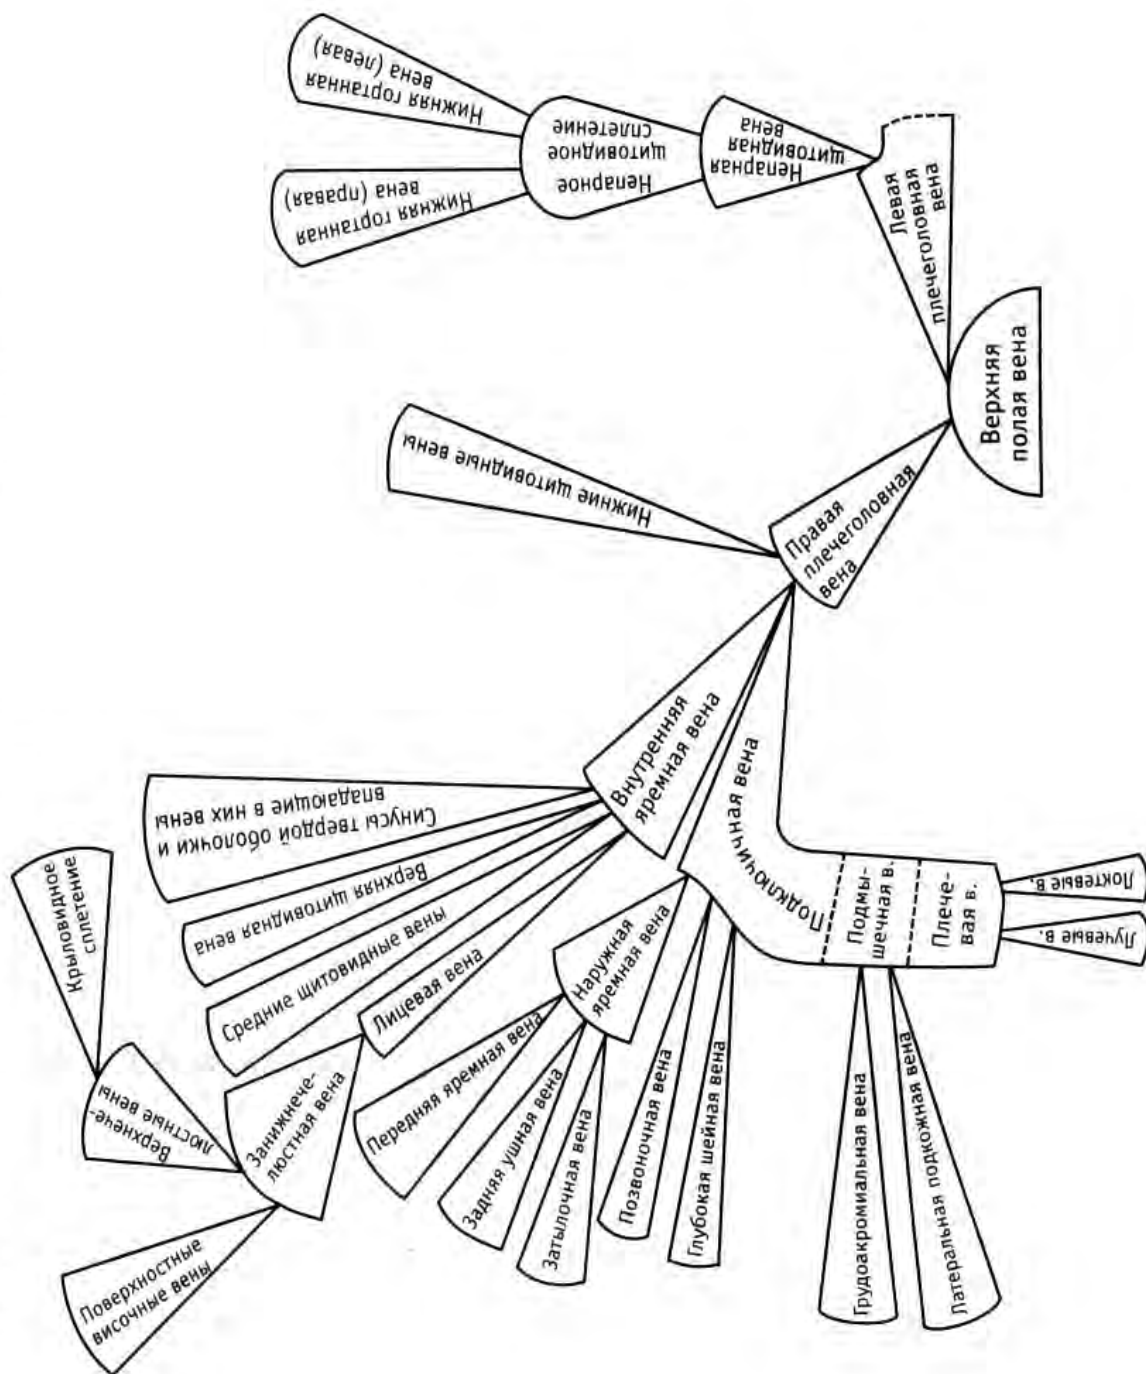 Нижняя гортанная
вена (левая)
Нижняя гортанная
вена (правая)
Непарное
щитовидное
сплетение
Непарная
щитовидная
вена
Левая
плечеголовная
вена
Верхняя
полая вена
Правая
плечеголовная
вена
Нижние щитовидные вены
Внутренняя
яремная вена
Синусы твердой оболочки и
впадающие в них вены
Верхняя щитовидная вена
Средние щитовидные вены
Лицевая вена
Занижнече-
люстная вена
Верхнече-
люстные вены
Крыловидное
сплетение
Поверхностные
височные вены
Подключичная вена
Наружная
яремная вена
Передняя яремная вена
Задняя ушная вена
Затылочная вена
Позвоночная вена
Глубокая шейная вена
Подмы-
шечная в.
Плече-
вая в.
Грудоакромиальная вена
Латеральная подкожная вена
Лучевые в.
Локтевые в.